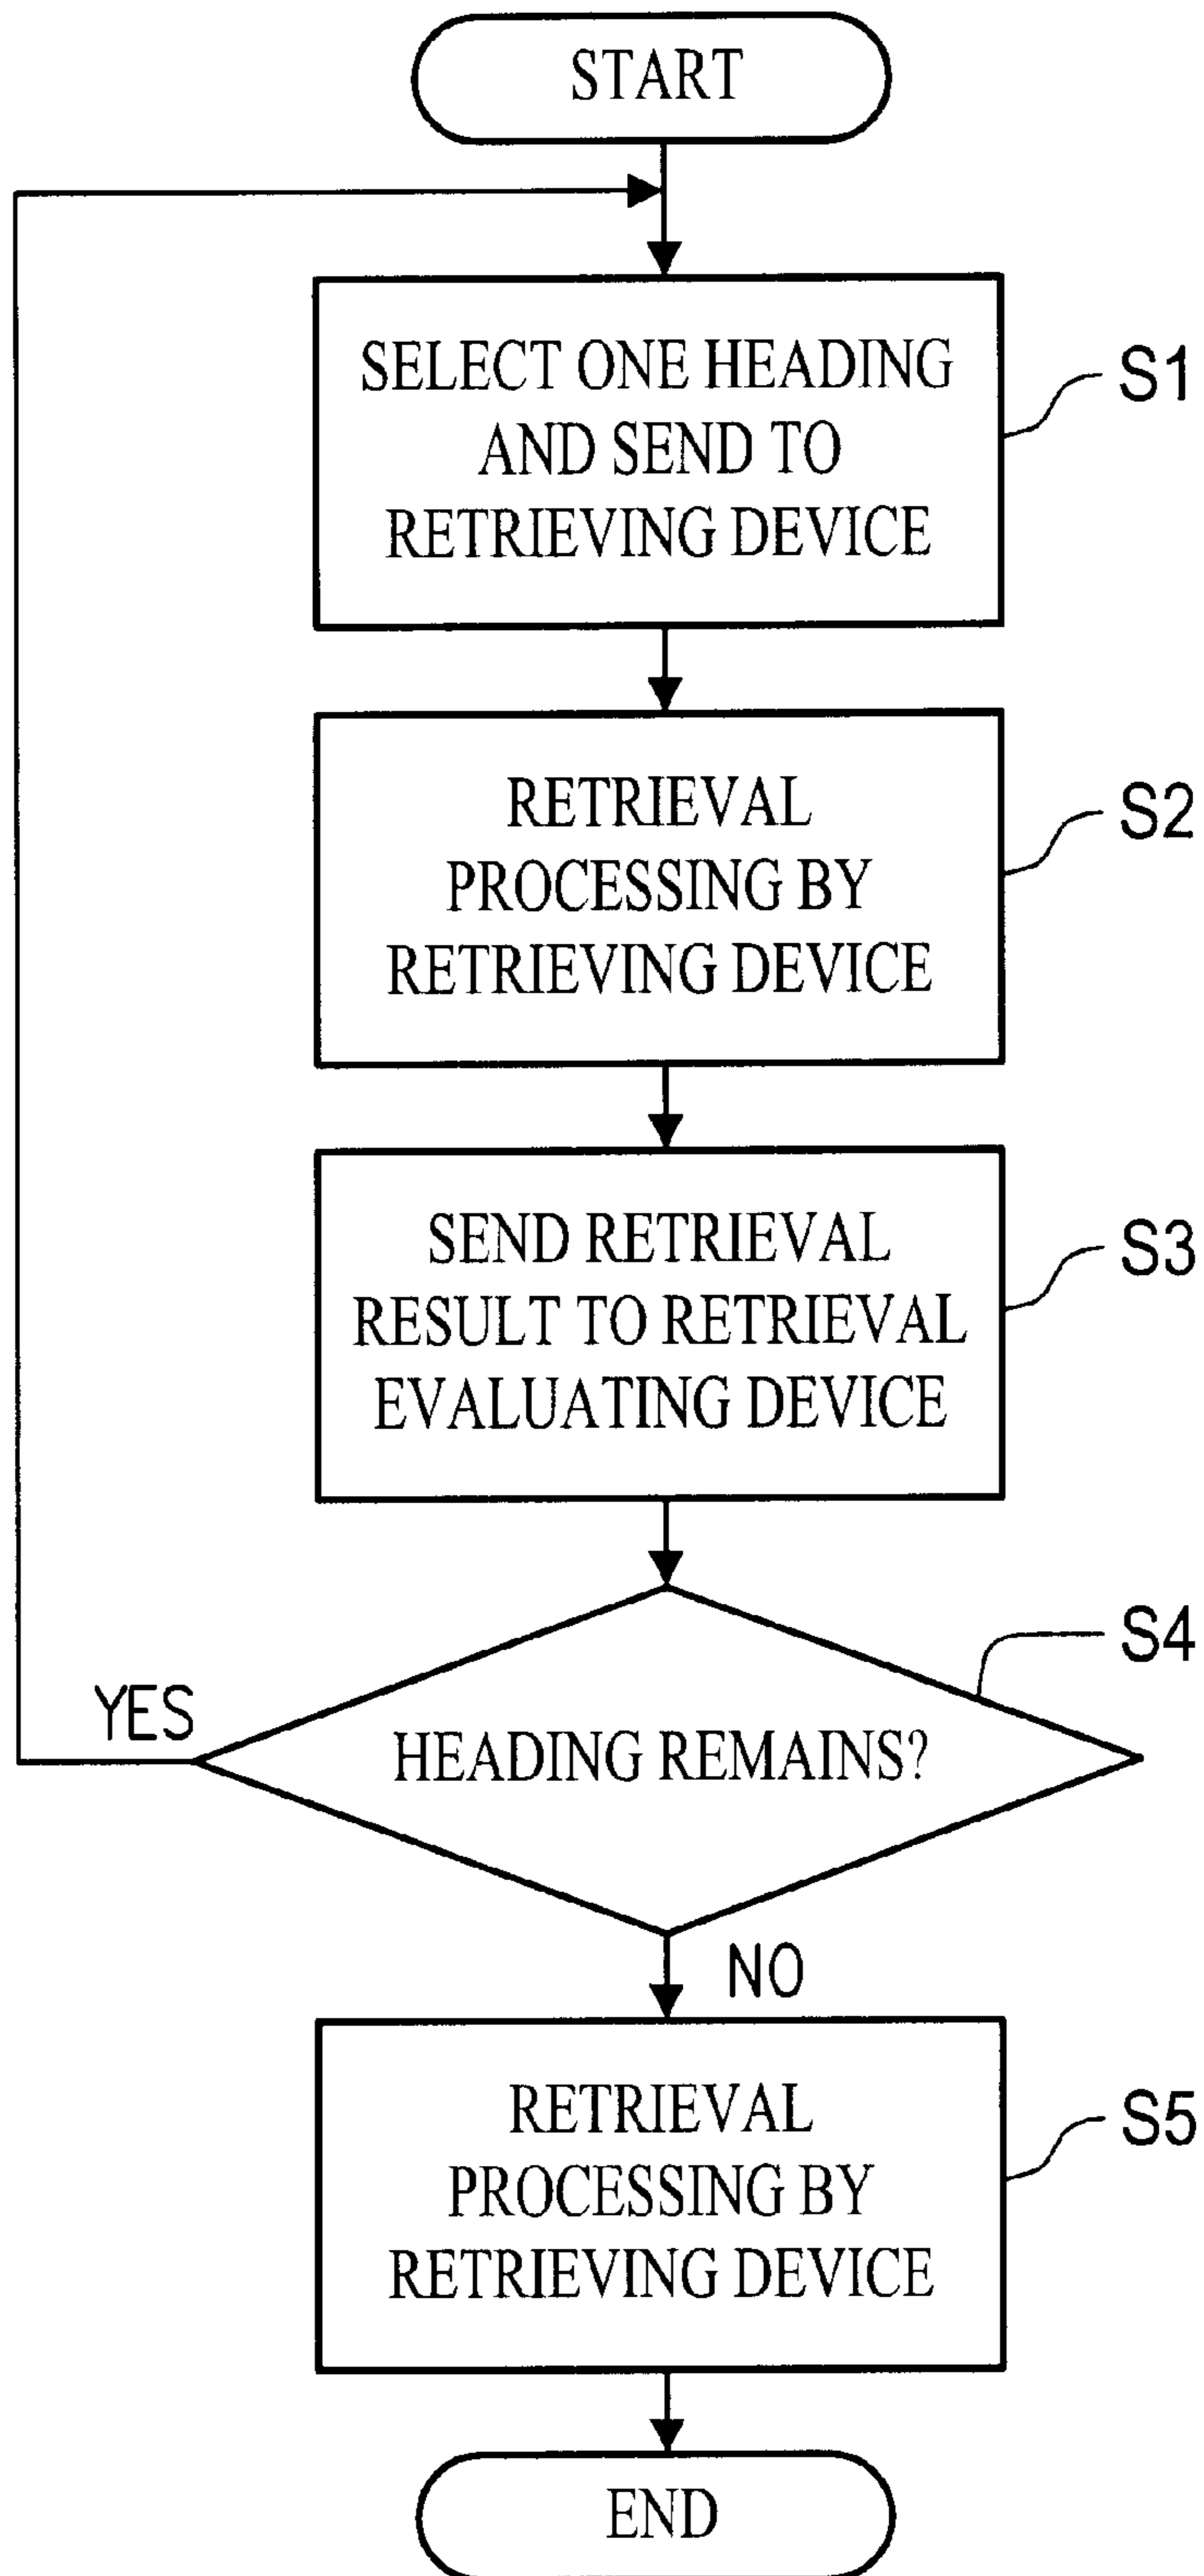 START
SELECT ONE HEADING
AND SEND TO
RETRIEVING DEVICE
S1
RETRIEVAL
PROCESSING BY
RETRIEVING DEVICE
S2
SEND RETRIEVAL
RESULT TO RETRIEVAL
EVALUATING DEVICE
S3
S4
YES
HEADING REMAINS?
NO
RETRIEVAL
PROCESSING BY
RETRIEVING DEVICE
S5
END